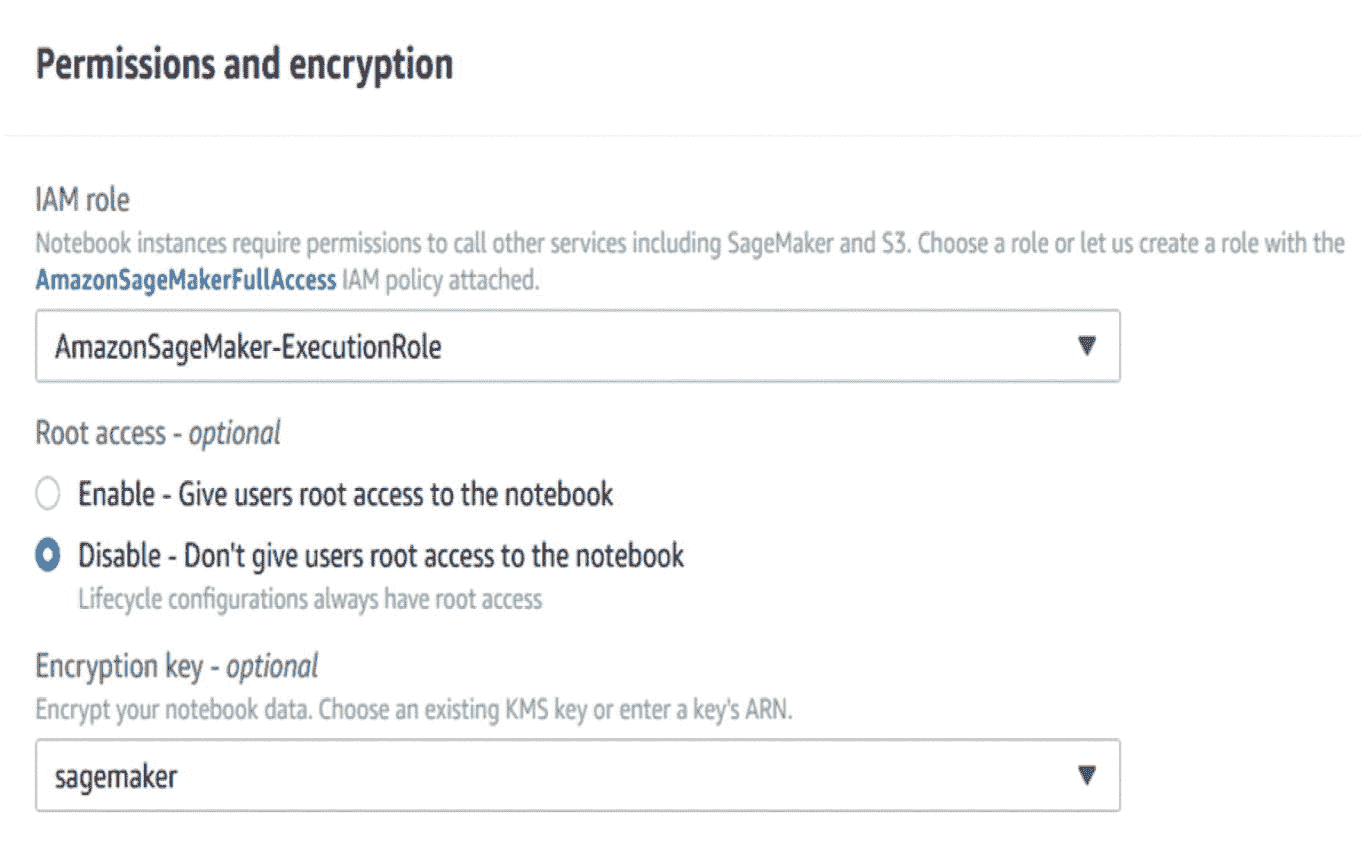 Permissions and encryption
IAM role
Notebook instances require permissions to call other services including SageMaker and S3. Choose a role or let us create a role with the
AmazonSageMakerFullAccess IAM policy attached.
AmazonSageMaker-ExecutionRole
Root access - optional
Enable - Give users root access to the notebook
Disable - Don't give users root access to the notebook
Lifecycle configurations always have root access
Encryption key - optional
Encrypt your notebook data. Choose an existing KMS key or enter a key's ARN.
sagemaker